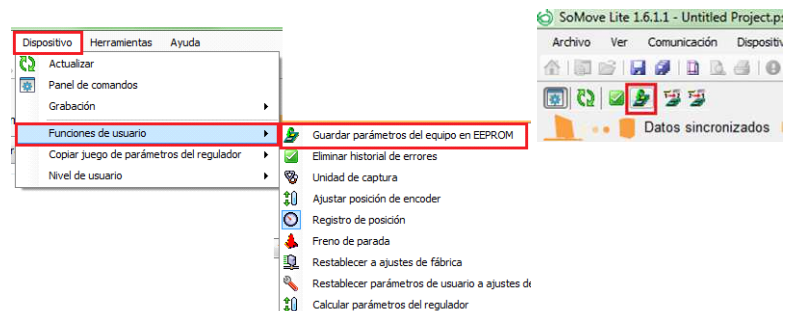 Dispositivo Herramientas Ayuda
Actualizar
Panel de comandos
Grabación
Funciones de usuario
Copiar juego de parámetros del regulador
Nivel de usuario
Guardar parámetros del equipo en EEPROM
Eliminar historial de errores
Unidad de captura
Ajustar posición de encoder
Registro de posición
Freno de parada
Restablecer a ajustes de fábrica
Restablecer parámetros de usuario a ajustes de
Calcular parámetros del regulador
SoMove Lite 1.6.1.1 - Untitled Project.p
Archivo Ver Comunicación Dispositiv
Datos sincronizados